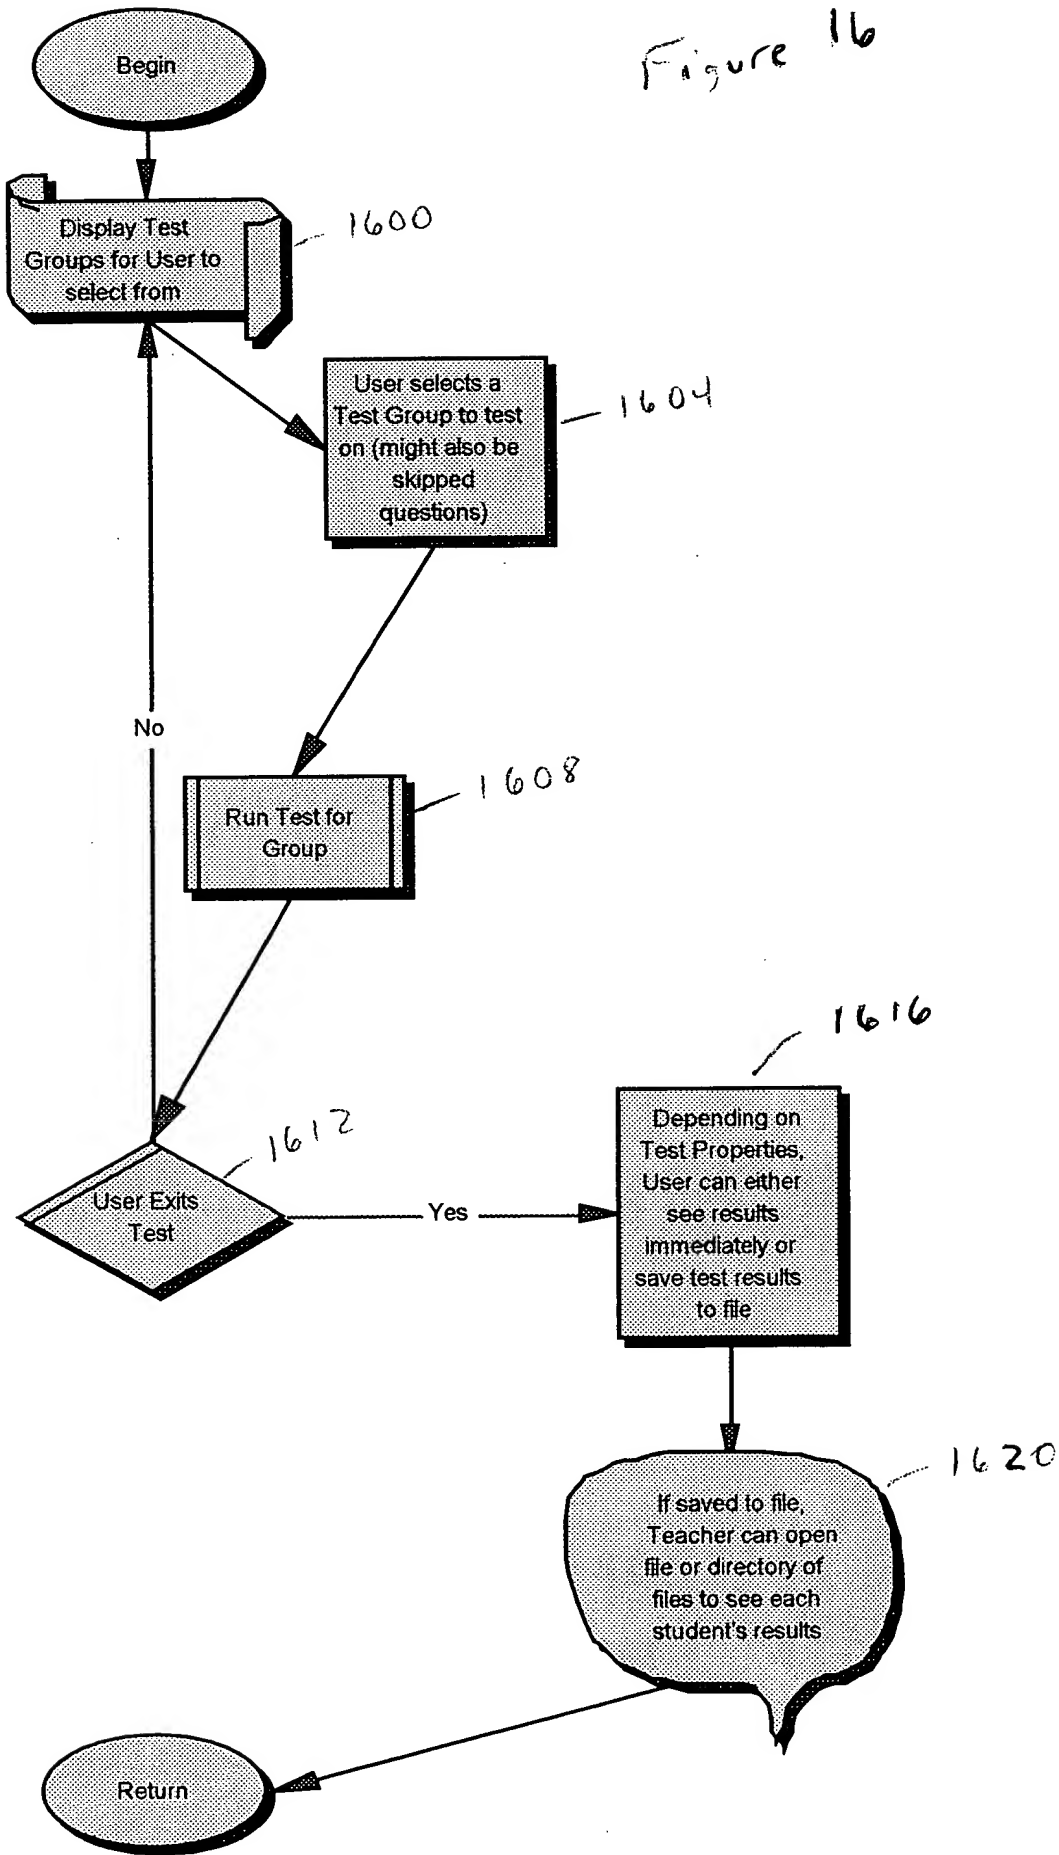 Figure 16
Begin
Display Test
Groups for User to
select from
1600
User selects a
Test Group to test
on (might also be
skipped
questions)
1604
No
Run Test for
Group
1608
User Exits
Test
1612
Yes
1616
Depending on
Test Properties,
User can either
see results
immediately or
save test results
to file
If saved to file,
Teacher can open
file or directory of
files to see each
student's results
1620
Return